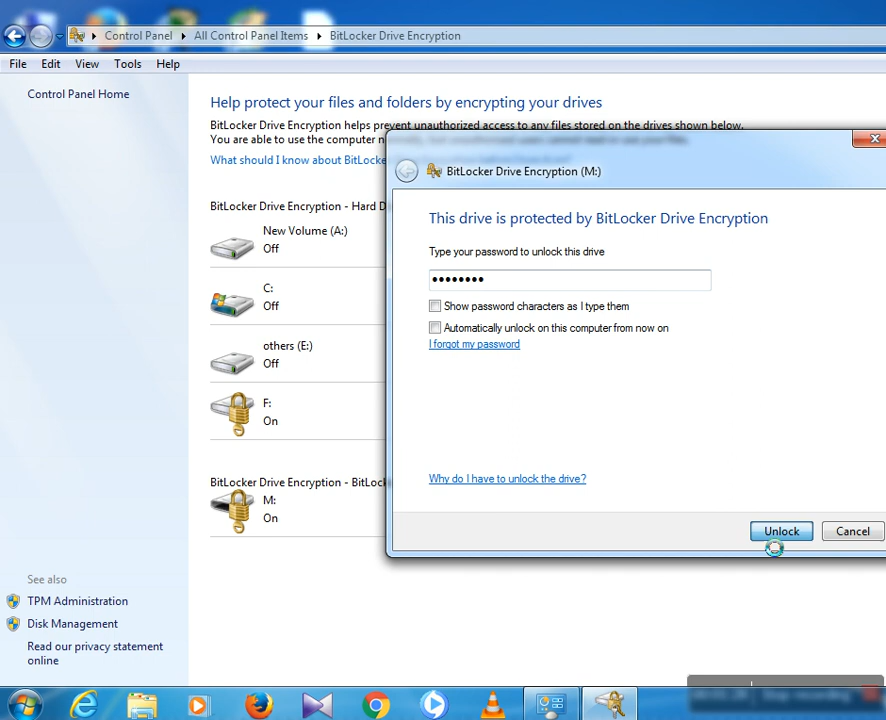 Control Panel
All Control Panel Items
BitLocker Drive Encryption
File Edit View Tools Help
Control Panel Home
Help protect your files and folders by encrypting your drives
BitLocker Drive Encryption helps prevent unauthorized access to any files stored on the drives shown below.
You are able to use the computer
What should I know about BitLocke
BitLocker Drive Encryption - Hard D
New Volume (A:)
Off
C:
Off
others (E:)
Off
F:
On
BitLocker Drive Encryption - BitLock
M:
On
See also
TPM Administration
Disk Management
Read our privacy statement
online
BitLocker Drive Encryption (M:)
This drive is protected by BitLocker Drive Encryption
Type your password to unlock this drive
••••••••
Show password characters as I type them
Automatically unlock on this computer from now on
I forgot my password
Why do I have to unlock the drive?
Unlock Cancel
Stop recording